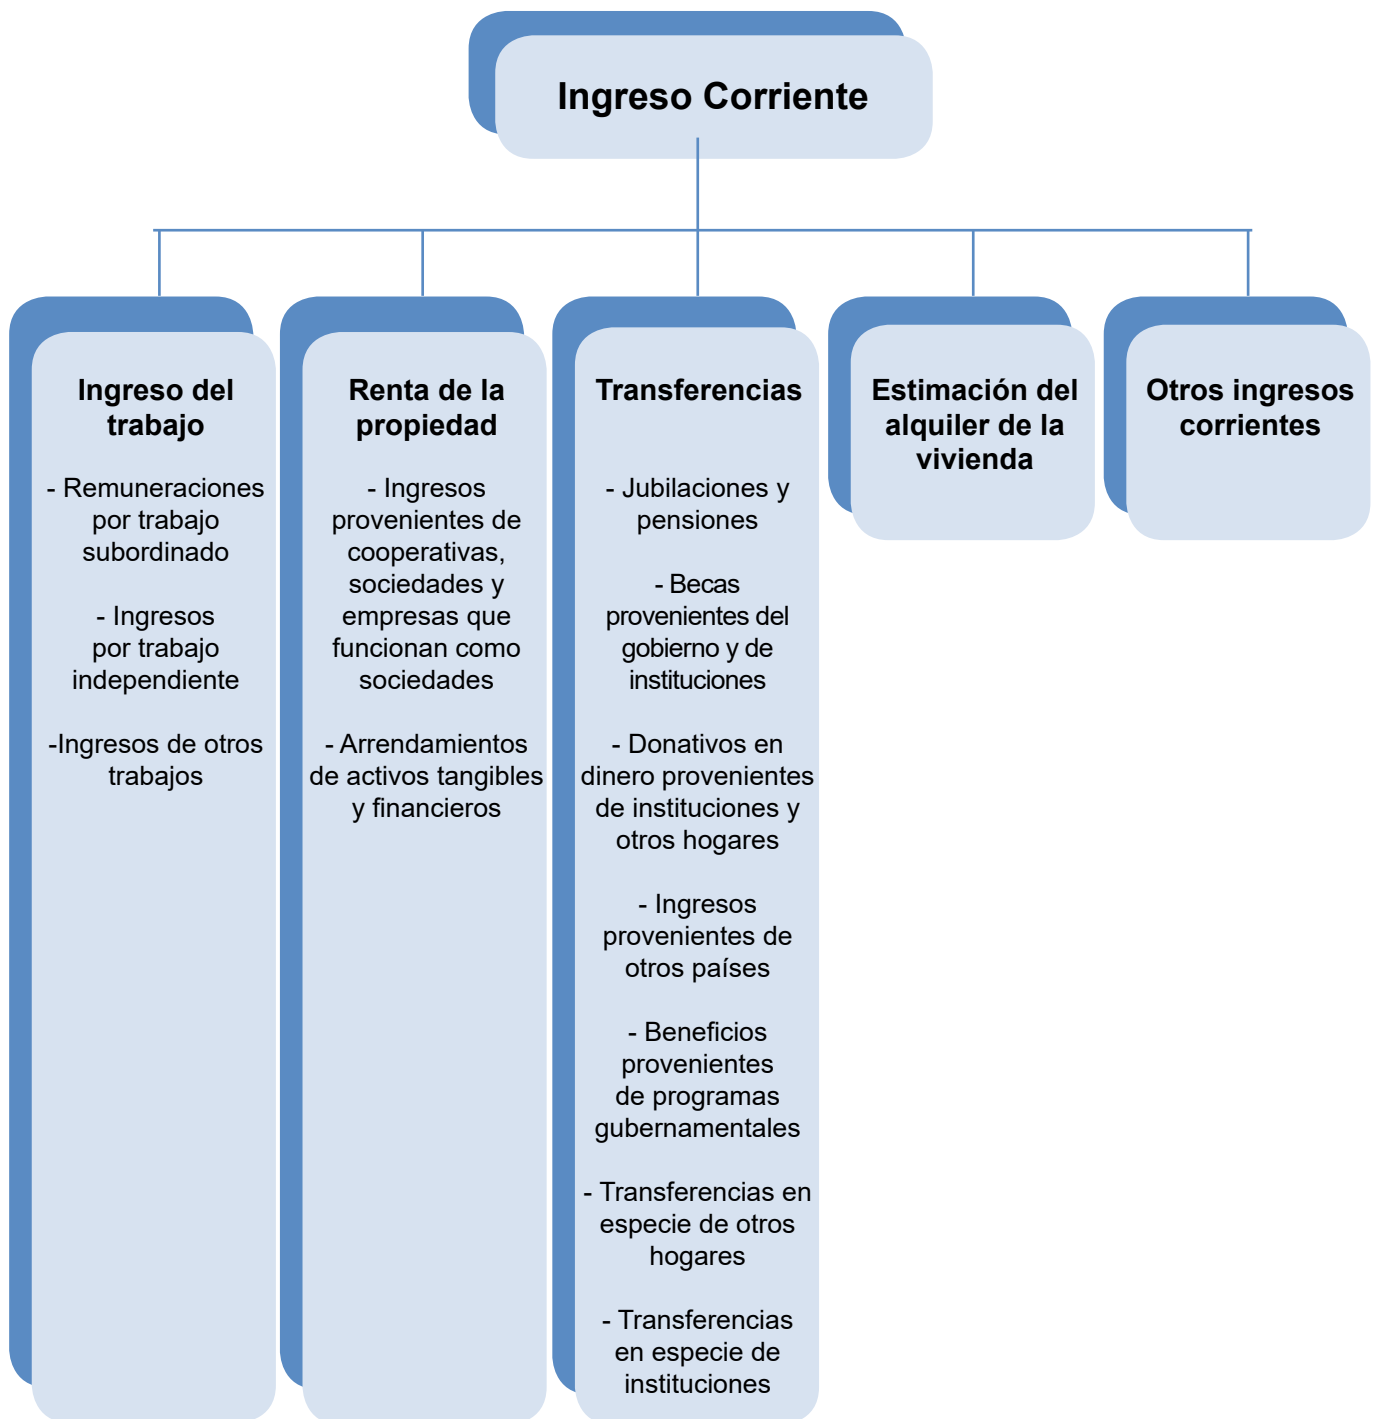 Ingreso Corriente
Ingreso del
trabajo
- Remuneraciones
por trabajo
subordinado
- Ingresos
por trabajo
independiente
-Ingresos de otros
trabajos
Renta de la
propiedad
- Ingresos
provenientes de
cooperativas,
sociedades y
empresas que
funcionan como
sociedades
- Arrendamientos
de activos tangibles
y financieros
Transferencias
- Jubilaciones y
pensiones
- Becas
provenientes del
gobierno y de
instituciones
- Donativos en
dinero provenientes
de instituciones y
otros hogares
- Ingresos
provenientes de
otros países
- Beneficios
provenientes
de programas
gubernamentales
- Transferencias en
especie de otros
hogares
- Transferencias
en especie de
instituciones
Estimación del
alquiler de la
vivienda
Otros ingresos
corrientes